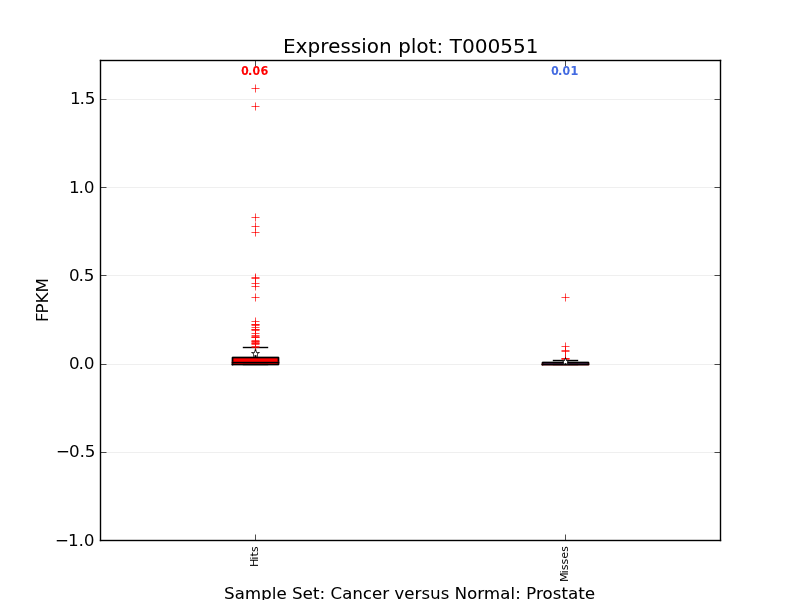 Expression plot: T000551
0.06
0.01
1.5
1.0
0.5
0.0
−0.5
−1.0
FPKM
Hits
Misses
Sample Set: Cancer versus Normal: Prostate